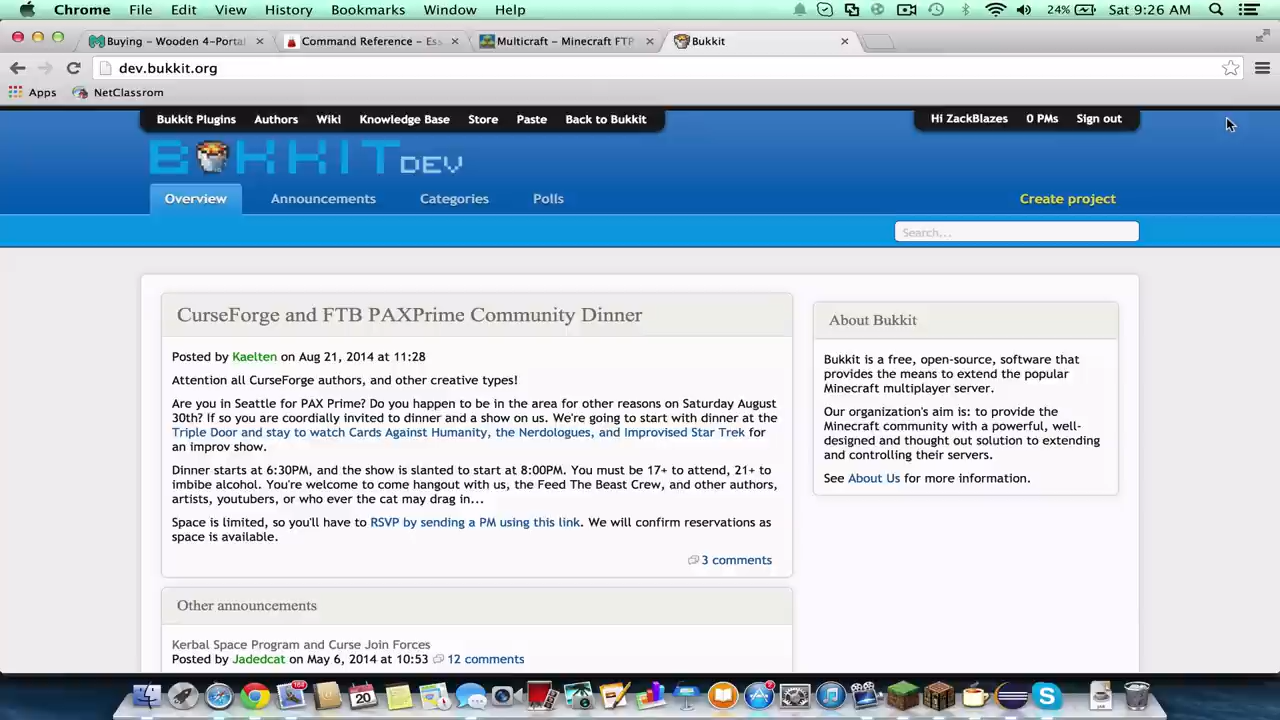 Chrome File Edit View History Bookmarks Window Help 24% Sat 9:26 AM
Buying – Wooden 4-Portal Command Reference – Ess Multicraft – Minecraft FTP Bukkit
dev.bukkit.org
Apps NetClassrom
Bukkit Plugins Authors Wiki Knowledge Base Store Paste Back to Bukkit Hi ZackBlazes 0 PMs Sign out
BUKKIT DEV
Overview Announcements Categories Polls Create project
Search...
CurseForge and FTB PAXPrime Community Dinner
Posted by Kaelten on Aug 21, 2014 at 11:28
Attention all CurseForge authors, and other creative types!
Are you in Seattle for PAX Prime? Do you happen to be in the area for other reasons on Saturday August
30th? If so you are coordially invited to dinner and a show on us. We're going to start with dinner at the
Triple Door and stay to watch Cards Against Humanity, the Nerdologues, and Improvised Star Trek for
an improv show.
Dinner starts at 6:30PM, and the show is slanted to start at 8:00PM. You must be 17+ to attend, 21+ to
imbibe alcohol. You're welcome to come hangout with us, the Feed The Beast Crew, and other authors,
artists, youtubers, or who ever the cat may drag in...
Space is limited, so you'll have to RSVP by sending a PM using this link. We will confirm reservations as
space is available.
3 comments
Other announcements
Kerbal Space Program and Curse Join Forces
Posted by Jadedcat on May 6, 2014 at 10:53 12 comments
About Bukkit
Bukkit is a free, open-source, software that
provides the means to extend the popular
Minecraft multiplayer server.
Our organization's aim is: to provide the
Minecraft community with a powerful, well-
designed and thought out solution to extending
and controlling their servers.
See About Us for more information.